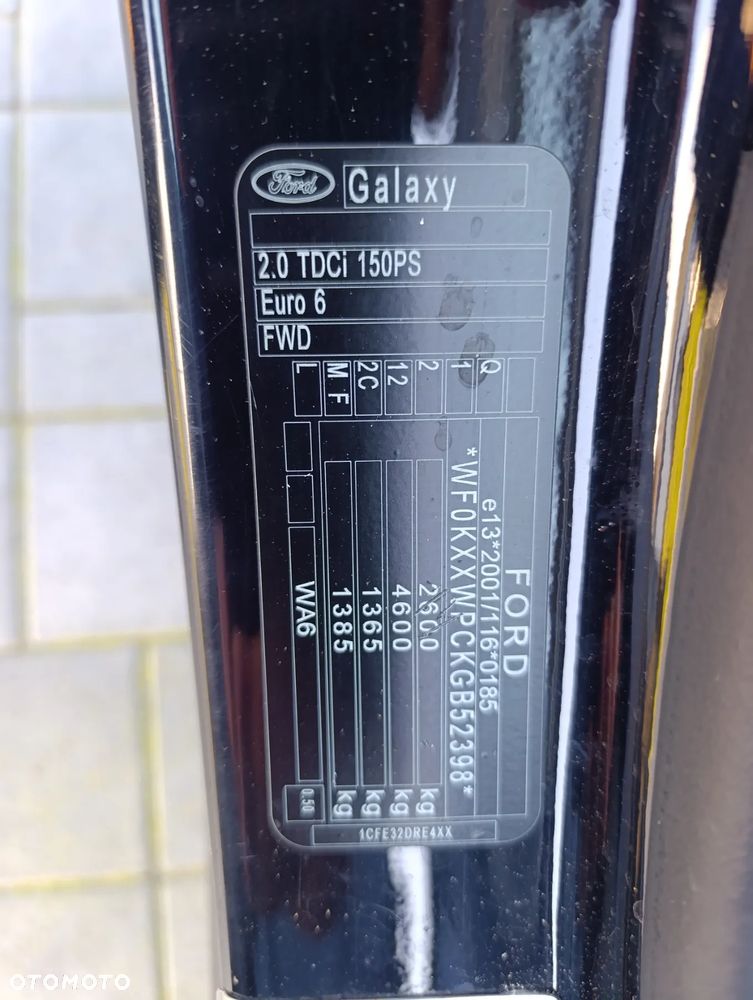 Ford Galaxy
2.0 TDCi 150PS
Euro 6
FWD
L M F 2C 12 2 1 Q
FORD
e13*2001/116*0185
*WF0KXXWPCKGB52398*
2600 kg
4600 kg
1365 kg
1385 kg
WA6
0.50
1CFE32DRE4XX
OTOMOTO